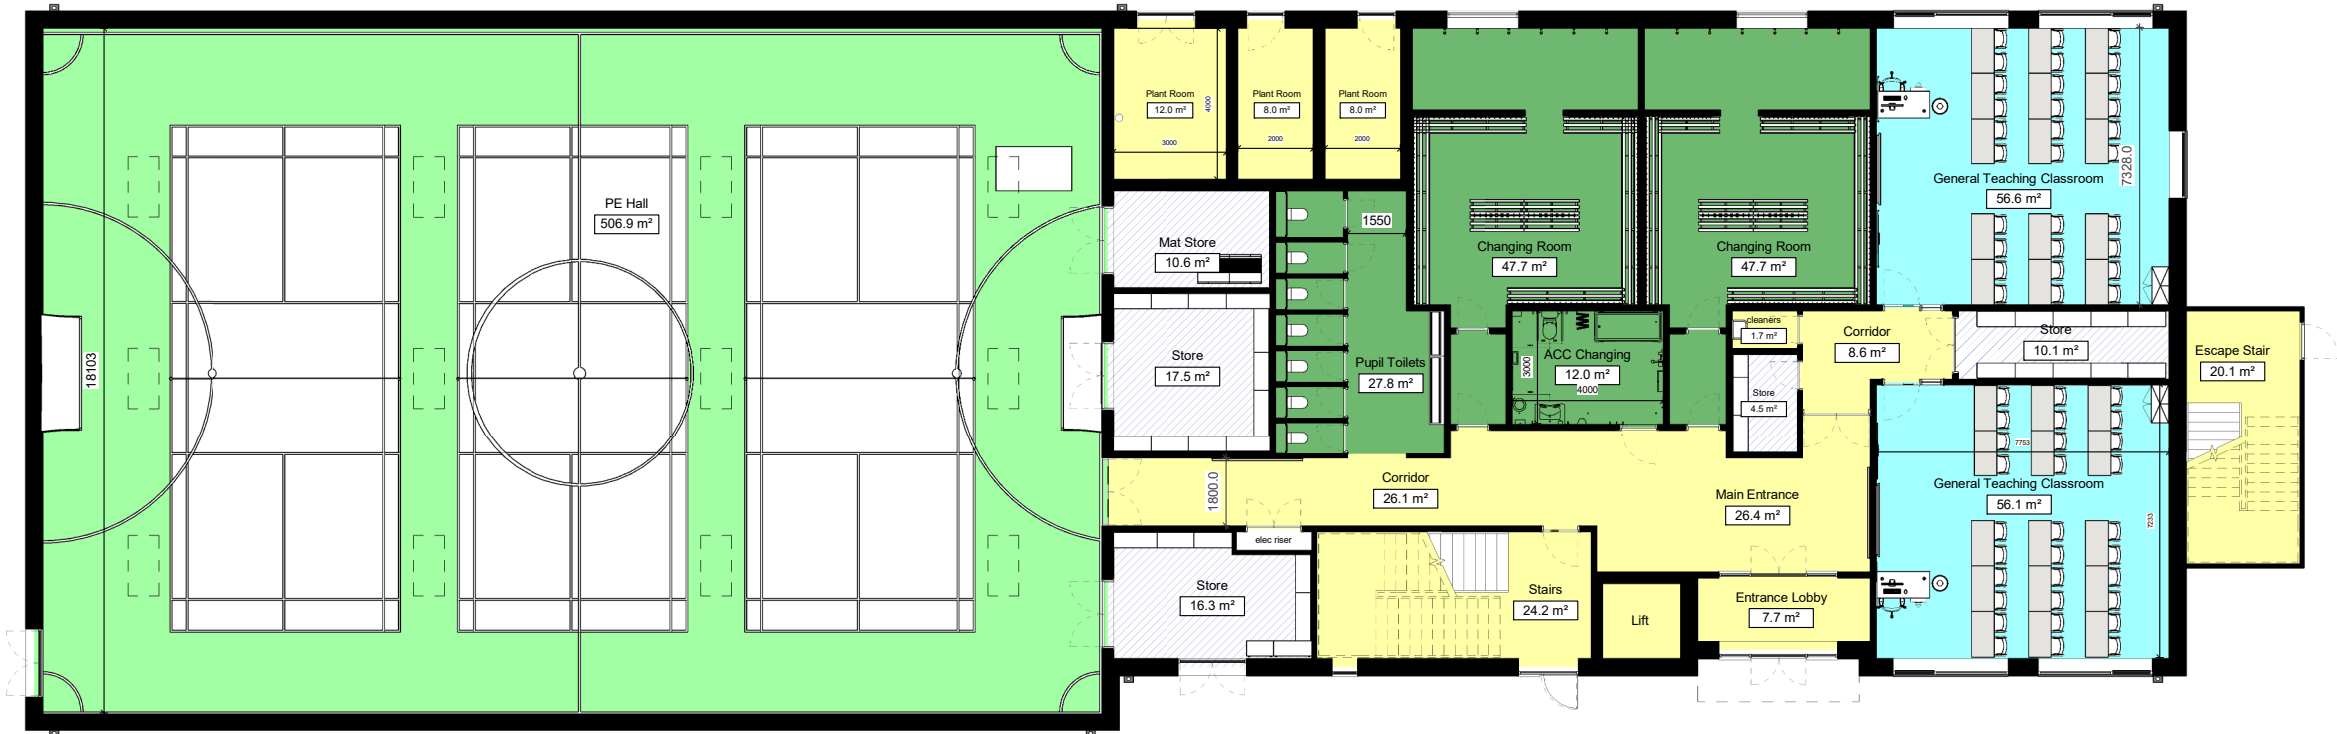 PE Hall
506.9 m²
18103
Plant Room
12.0 m²
4000
3000
Plant Room
8.0 m²
2000
Plant Room
8.0 m²
2000
Mat Store
10.6 m²
Store
17.5 m²
1550
Pupil Toilets
27.8 m²
Changing Room
47.7 m²
Changing Room
47.7 m²
ACC Changing
12.0 m²
3000
4000
cleaners
1.7 m²
Store
4.5 m²
Corridor
8.6 m²
Store
10.1 m²
General Teaching Classroom
56.6 m²
7328.0
Escape Stair
20.1 m²
General Teaching Classroom
56.1 m²
7753
7233
Corridor
26.1 m²
1800.0
Main Entrance
26.4 m²
elec riser
Store
16.3 m²
Stairs
24.2 m²
Lift
Entrance Lobby
7.7 m²